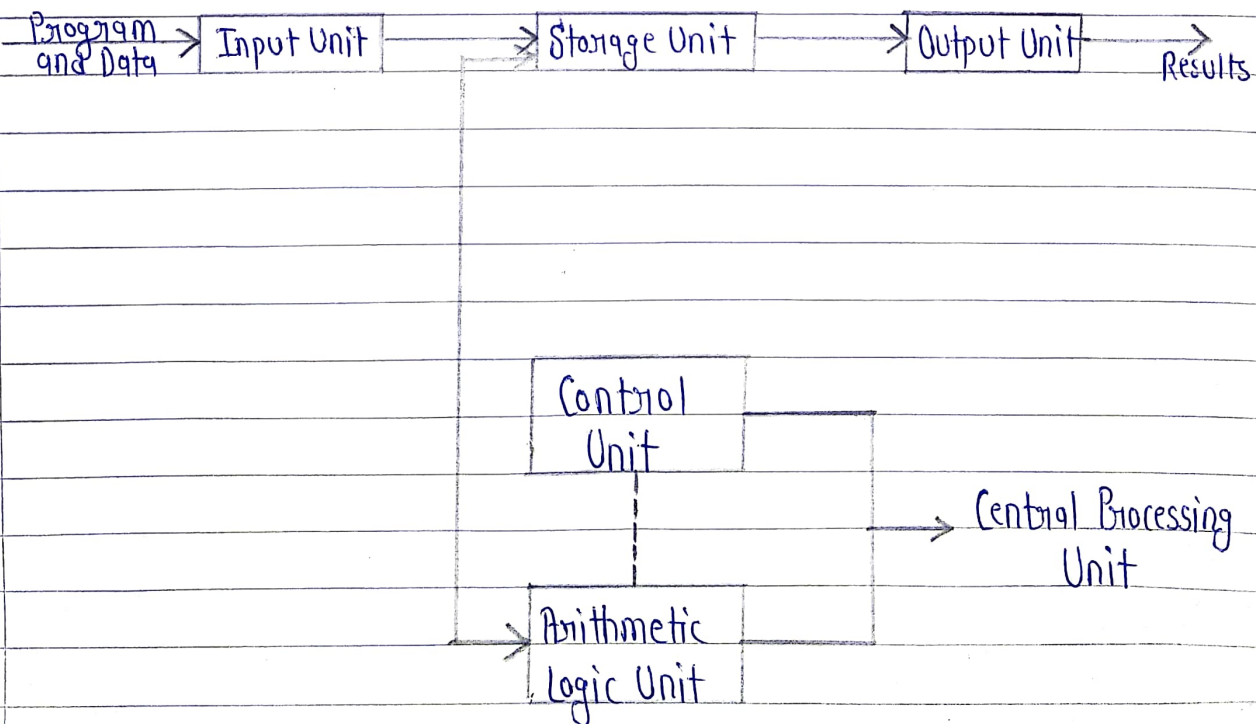 Program
and Data
Input Unit
Storage Unit
Output Unit
Results
Control
Unit
Central Processing
Unit
Arithmetic
Logic Unit